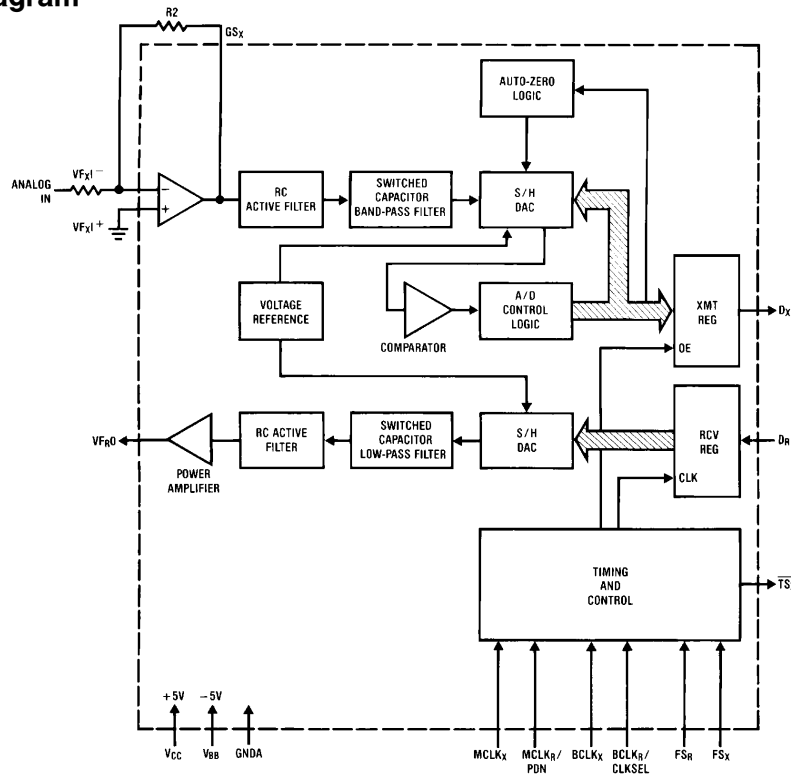 agram
R2
GSX
AUTO-ZERO
LOGIC
ANALOG
IN
VFXI−
VFXI+
−
+
RC
ACTIVE FILTER
SWITCHED
CAPACITOR
BAND-PASS FILTER
S/H
DAC
VOLTAGE
REFERENCE
COMPARATOR
A/D
CONTROL
LOGIC
XMT
REG
OE
DX
VFRO
POWER
AMPLIFIER
RC ACTIVE
FILTER
SWITCHED
CAPACITOR
LOW-PASS FILTER
S/H
DAC
RCV
REG
CLK
DR
TIMING
AND
CONTROL
TS
+5V
−5V
VCC
VBB
GNDA
MCLKX
MCLKR/
PDN
BCLKX
BCLKR/
CLKSEL
FSR
FSX